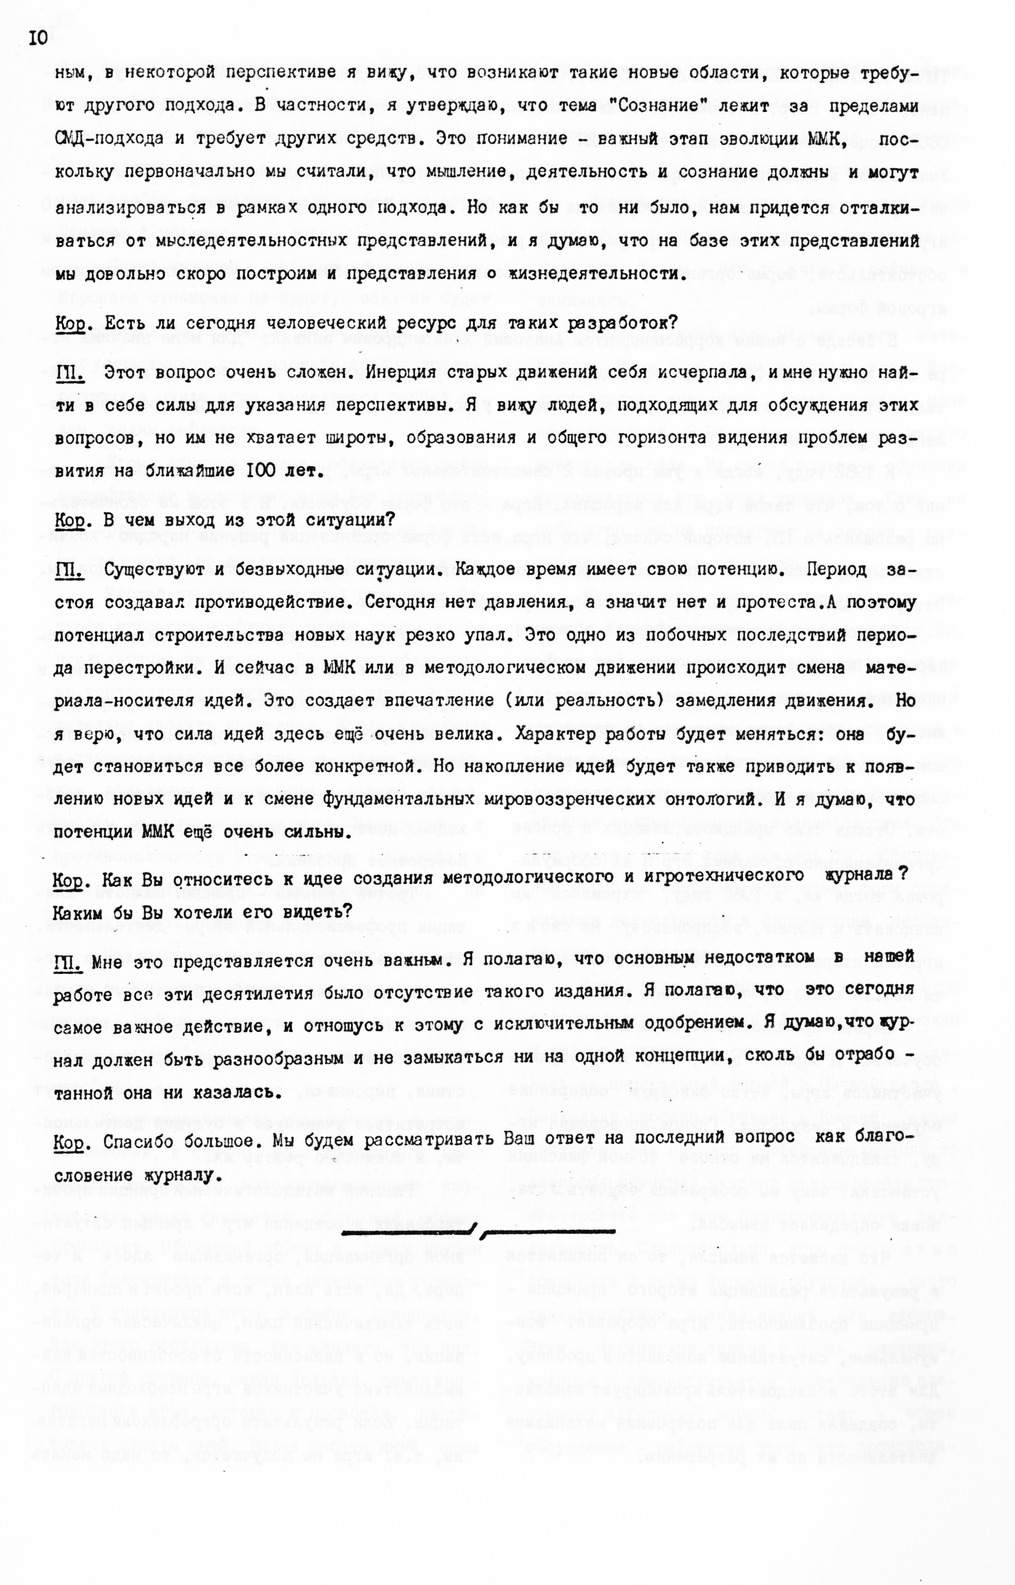 10
ным, в некоторой перспективе я вижу, что возникают такие новые области, которые требу-
ют другого подхода. В частности, я утверждаю, что тема "Сознание" лежит за пределами
СМД-подхода и требует других средств. Это понимание - важный этап эволюции ММК, пос-
кольку первоначально мы считали, что мышление, деятельность и сознание должны и могут
анализироваться в рамках одного подхода. Но как бы то ни было, нам придется отталки-
ваться от мыследеятельностных представлений, и я думаю, что на базе этих представлений
мы довольно скоро построим и представления о жизнедеятельности.
Кор. Есть ли сегодня человеческий ресурс для таких разработок?
ГП. Этот вопрос очень сложен. Инерция старых движений себя исчерпала, и мне нужно най-
ти в себе силы для указания перспективы. Я вижу людей, подходящих для обсуждения этих
вопросов, но им не хватает широты, образования и общего горизонта видения проблем раз-
вития на ближайшие 100 лет.
Кор. В чем выход из этой ситуации?
ГП. Существуют и безвыходные ситуации. Каждое время имеет свою потенцию. Период за-
стоя создавал противодействие. Сегодня нет давления, а значит нет и протеста.А поэтому
потенциал строительства новых наук резко упал. Это одно из побочных последствий перио-
да перестройки. И сейчас в ММК или в методологическом движении происходит смена мате-
риала-носителя идей. Это создает впечатление (или реальность) замедления движения. Но
я верю, что сила идей здесь ещё очень велика. Характер работы будет меняться: она бу-
дет становиться все более конкретной. Но накопление идей будет также приводить к появ-
лению новых идей и к смене фундаментальных мировоззренческих онтологий. И я думаю, что
потенции ММК ещё очень сильны.
Кор. Как Вы относитесь к идее создания методологического и игротехнического журнала?
Каким бы Вы хотели его видеть?
ГП. Мне это представляется очень важным. Я полагаю, что основным недостатком в нашей
работе все эти десятилетия было отсутствие такого издания. Я полагаю, что это сегодня
самое важное действие, и отношусь к этому с исключительным одобрением. Я думаю,что жур-
нал должен быть разнообразным и не замыкаться ни на одной концепции, сколь бы отрабо -
танной она ни казалась.
Кор. Спасибо большое. Мы будем рассматривать Ваш ответ на последний вопрос как благо-
словение журналу.